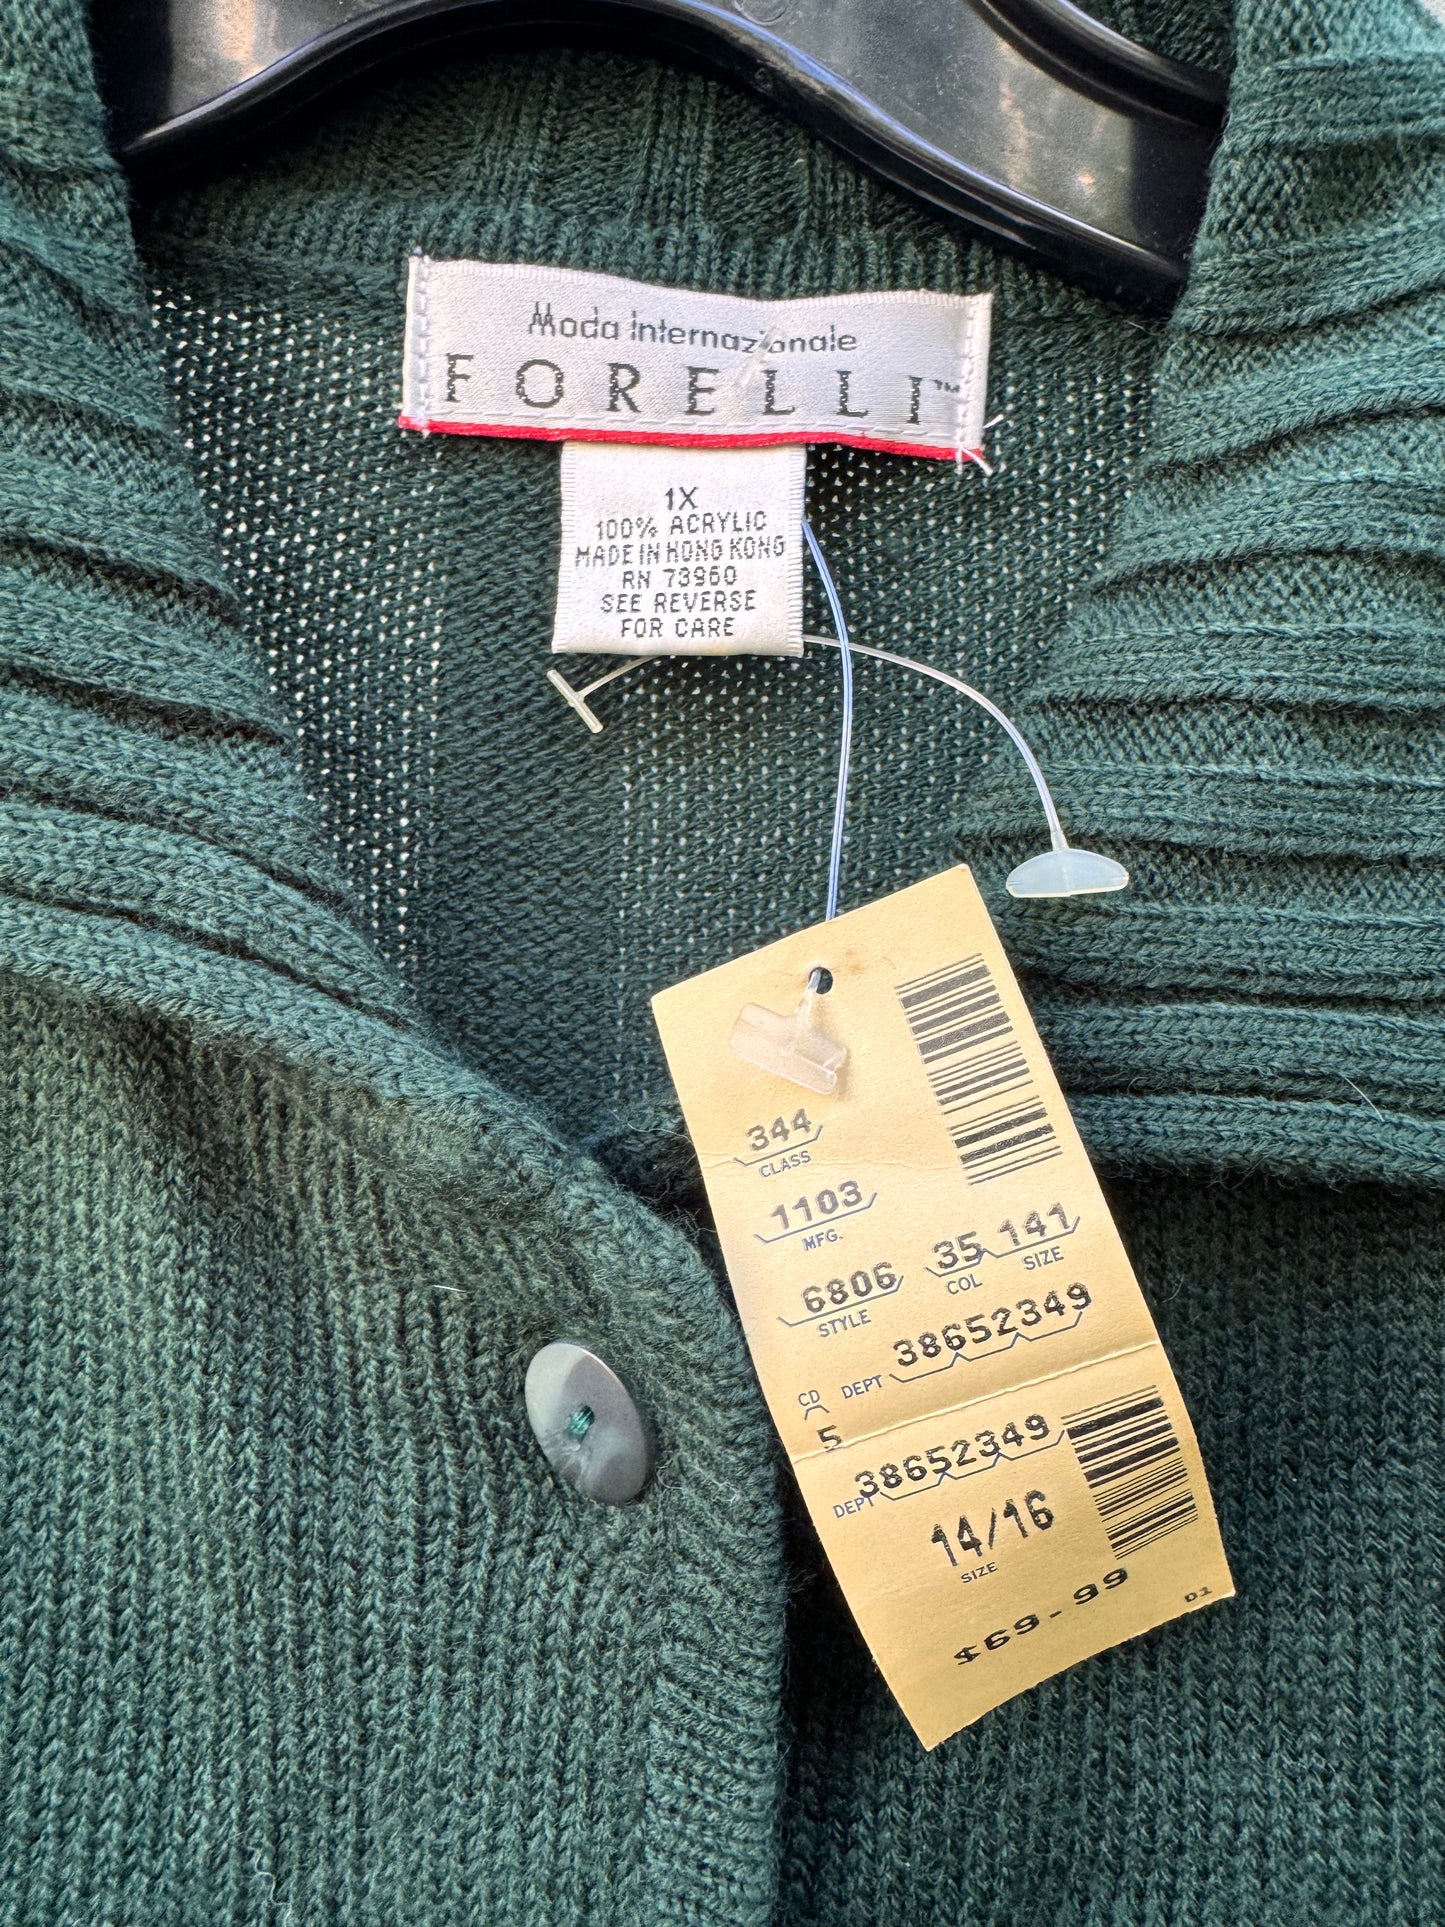 Moda Internazionale
FORELLI™
1X
100% ACRYLIC
MADE IN HONG KONG
RN 73960
SEE REVERSE
FOR CARE
344
CLASS
1103
MFG.
6806 35 141
STYLE COL SIZE
38652349
CD DEPT
5
38652349
DEPT
14/16
SIZE
$69-99 01